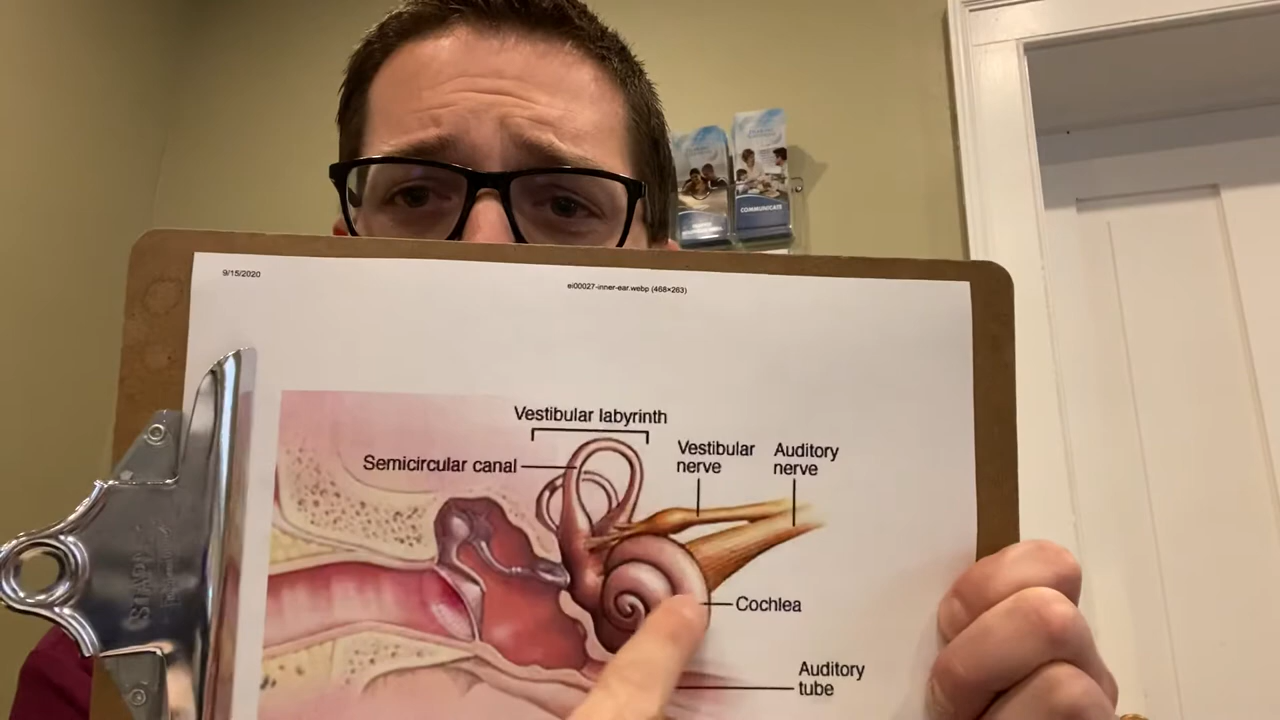 9/15/2020
ei00027-inner-ear.webp (468×263)
Vestibular labyrinth
Semicircular canal
Vestibular
nerve
Auditory
nerve
Cochlea
Auditory
tube
COMMUNICATE